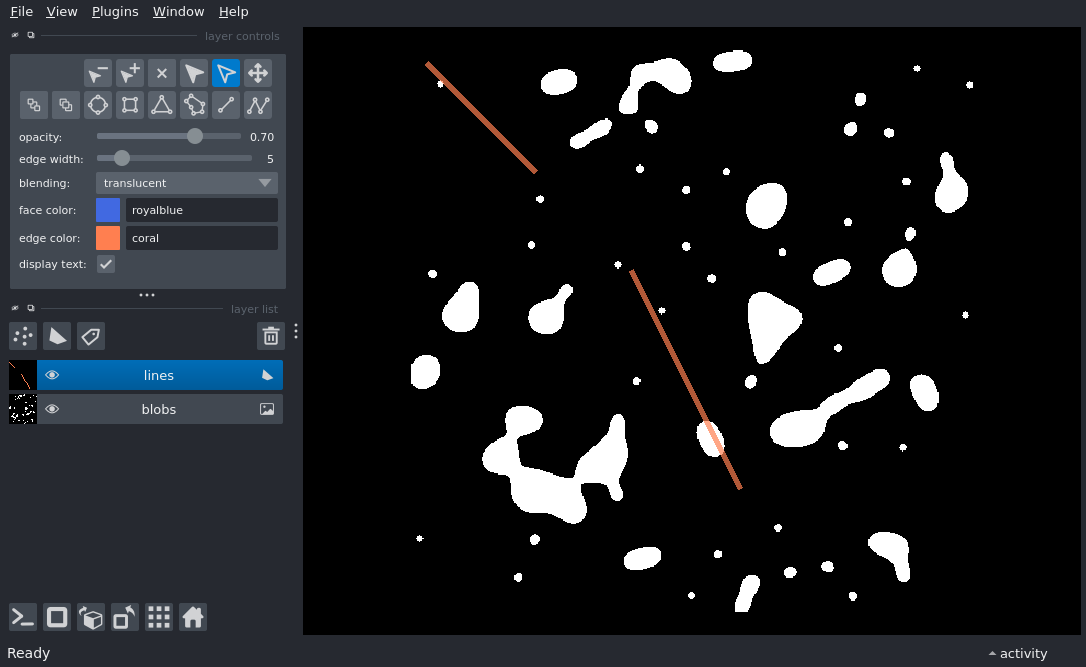 File View Plugins Window Help
layer controls
opacity: 0.70
edge width: 5
blending: translucent
face color: royalblue
edge color: coral
display text:
layer list
lines
blobs
Ready activity